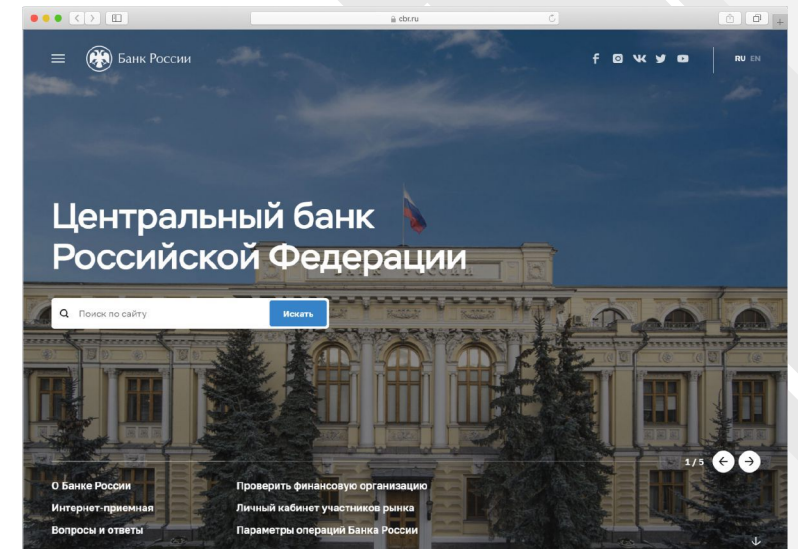 cbr.ru
Банк России
RU EN
Центральный банк
Российской Федерации
Поиск по сайту
Искать
1/5
О Банке России
Интернет-приемная
Вопросы и ответы
Проверить финансовую организацию
Личный кабинет участников рынка
Параметры операций Банка России